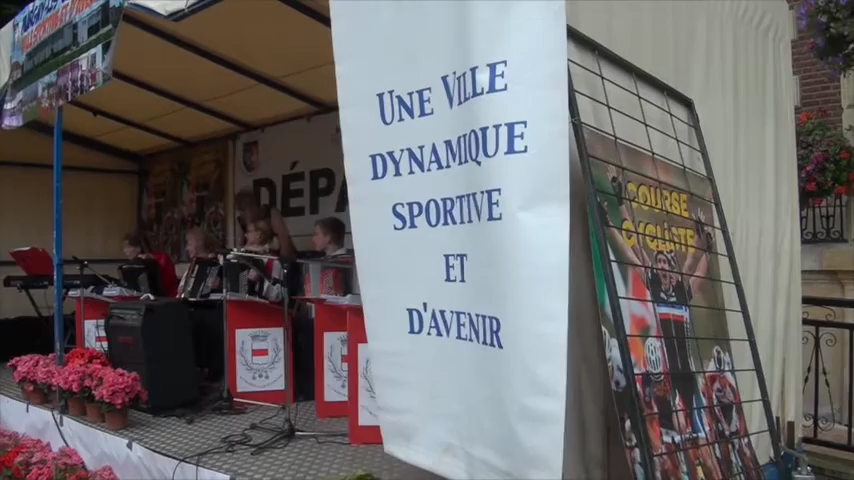 DÉPA
UNE VILLE
DYNAMIQUE
SPORTIVE
ET
D'AVENIR
COURSE
CYCLISTE